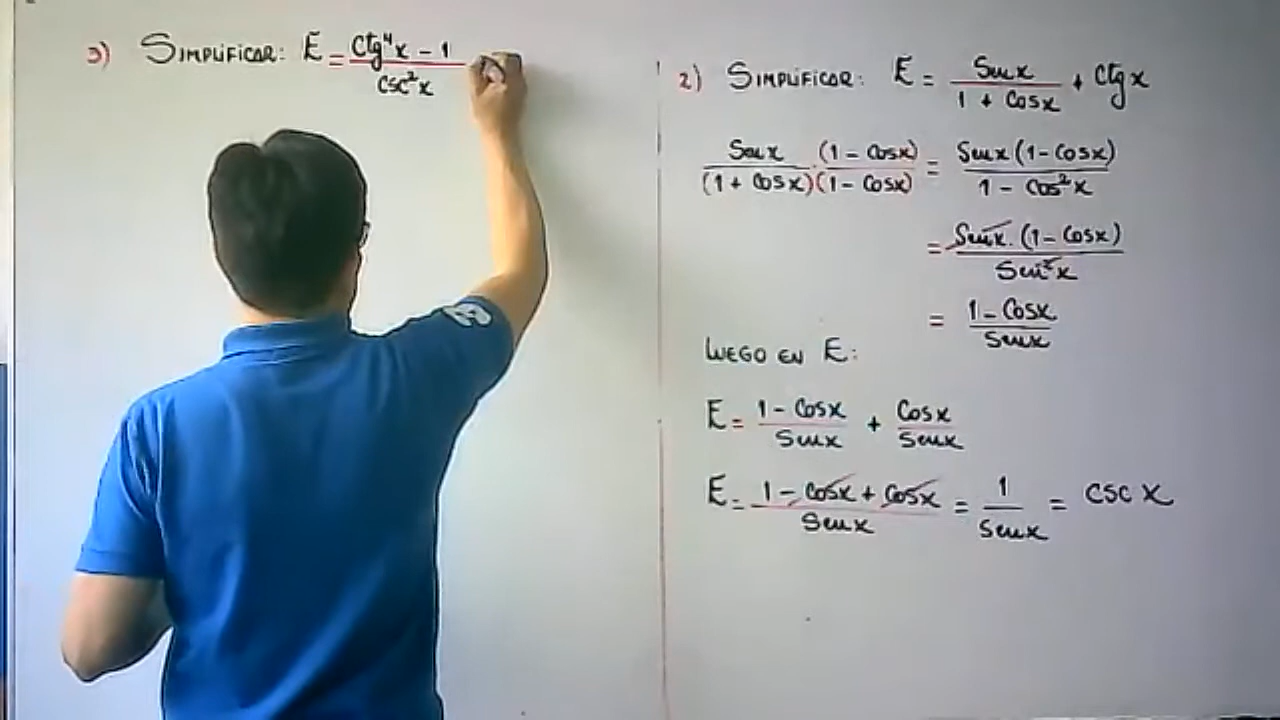 3) SIMPLIFICAR: E = (Ctg⁴x - 1)/(Csc²x)
2) SIMPLIFICAR: E = (Senx)/(1 + Cosx) + Ctgx
(Senx)/(1 + Cosx) · (1 - Cosx)/(1 - Cosx) = (Senx (1 - Cosx))/(1 - Cos²x)
= (Senx · (1 - Cosx))/(Sen²x)
= (1 - Cosx)/(Senx)
LUEGO EN E:
E = (1 - Cosx)/(Senx) + (Cosx)/(Senx)
E = (1 - Cosx + Cosx)/(Senx) = 1/(Senx) = CSC X